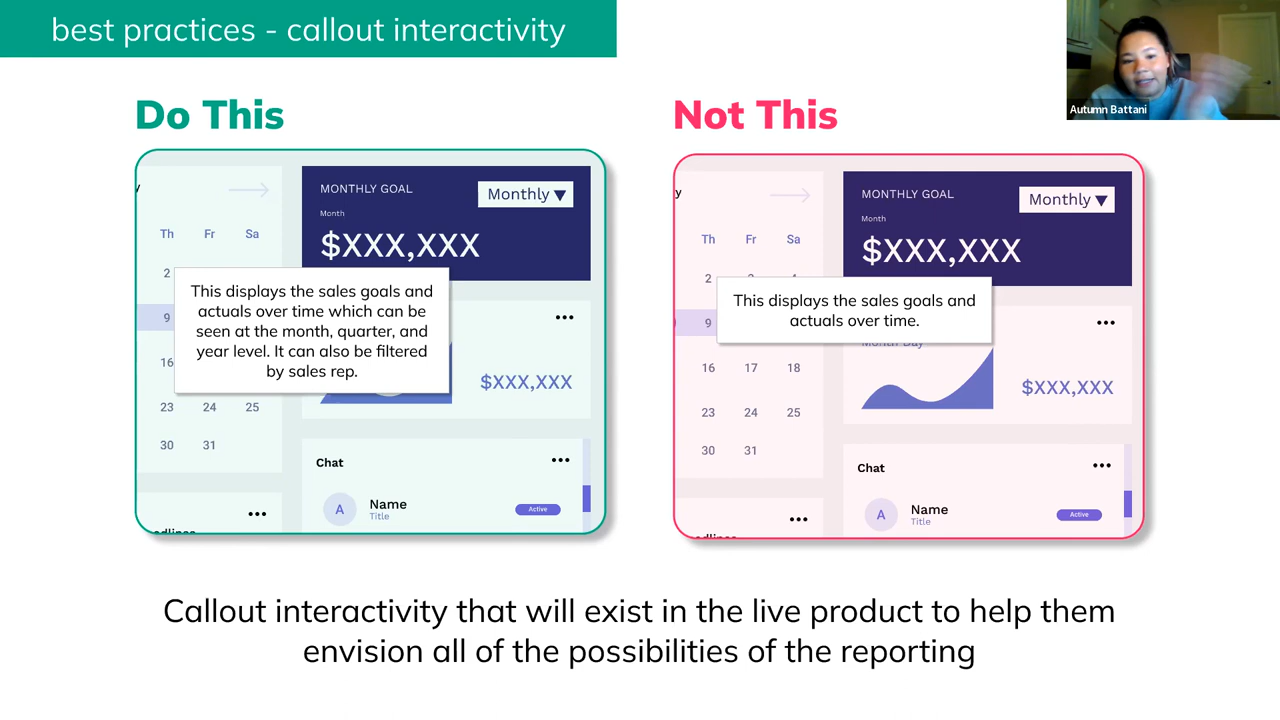 best practices - callout interactivity
Autumn Battani
Do This
y
MONTHLY GOAL
Monthly ▼
Month
$XXX,XXX
Th Fr Sa
2
9
16
23 24 25
30 31
This displays the sales goals and
actuals over time which can be
seen at the month, quarter, and
year level. It can also be filtered
by sales rep.
•••
$XXX,XXX
Chat
•••
A
Name
Title
Active
•••
Not This
y
MONTHLY GOAL
Monthly ▼
Month
$XXX,XXX
Th Fr Sa
2
9
16 17 18
23 24 25
30 31
This displays the sales goals and
actuals over time.
•••
Month Day
$XXX,XXX
Chat
•••
A
Name
Title
Active
•••
Callout interactivity that will exist in the live product to help them
envision all of the possibilities of the reporting